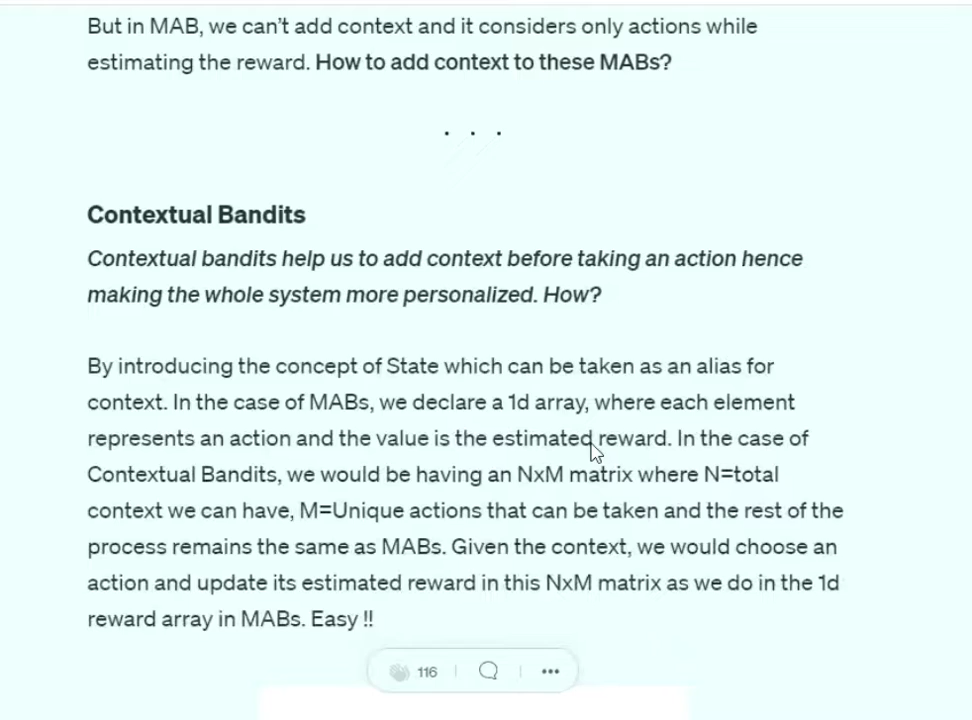 But in MAB, we can’t add context and it considers only actions while
estimating the reward. How to add context to these MABs?
. . .
Contextual Bandits
Contextual bandits help us to add context before taking an action hence
making the whole system more personalized. How?
By introducing the concept of State which can be taken as an alias for
context. In the case of MABs, we declare a 1d array, where each element
represents an action and the value is the estimated reward. In the case of
Contextual Bandits, we would be having an NxM matrix where N=total
context we can have, M=Unique actions that can be taken and the rest of the
process remains the same as MABs. Given the context, we would choose an
action and update its estimated reward in this NxM matrix as we do in the 1d
reward array in MABs. Easy !!
116